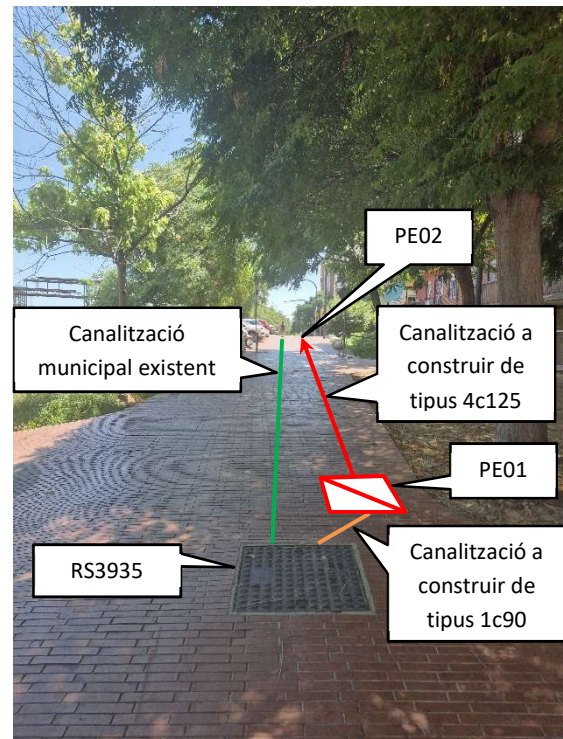 PE02
Canalització
municipal existent
Canalització a
construir de
tipus 4c125
PE01
RS3935
Canalització a
construir de
tipus 1c90